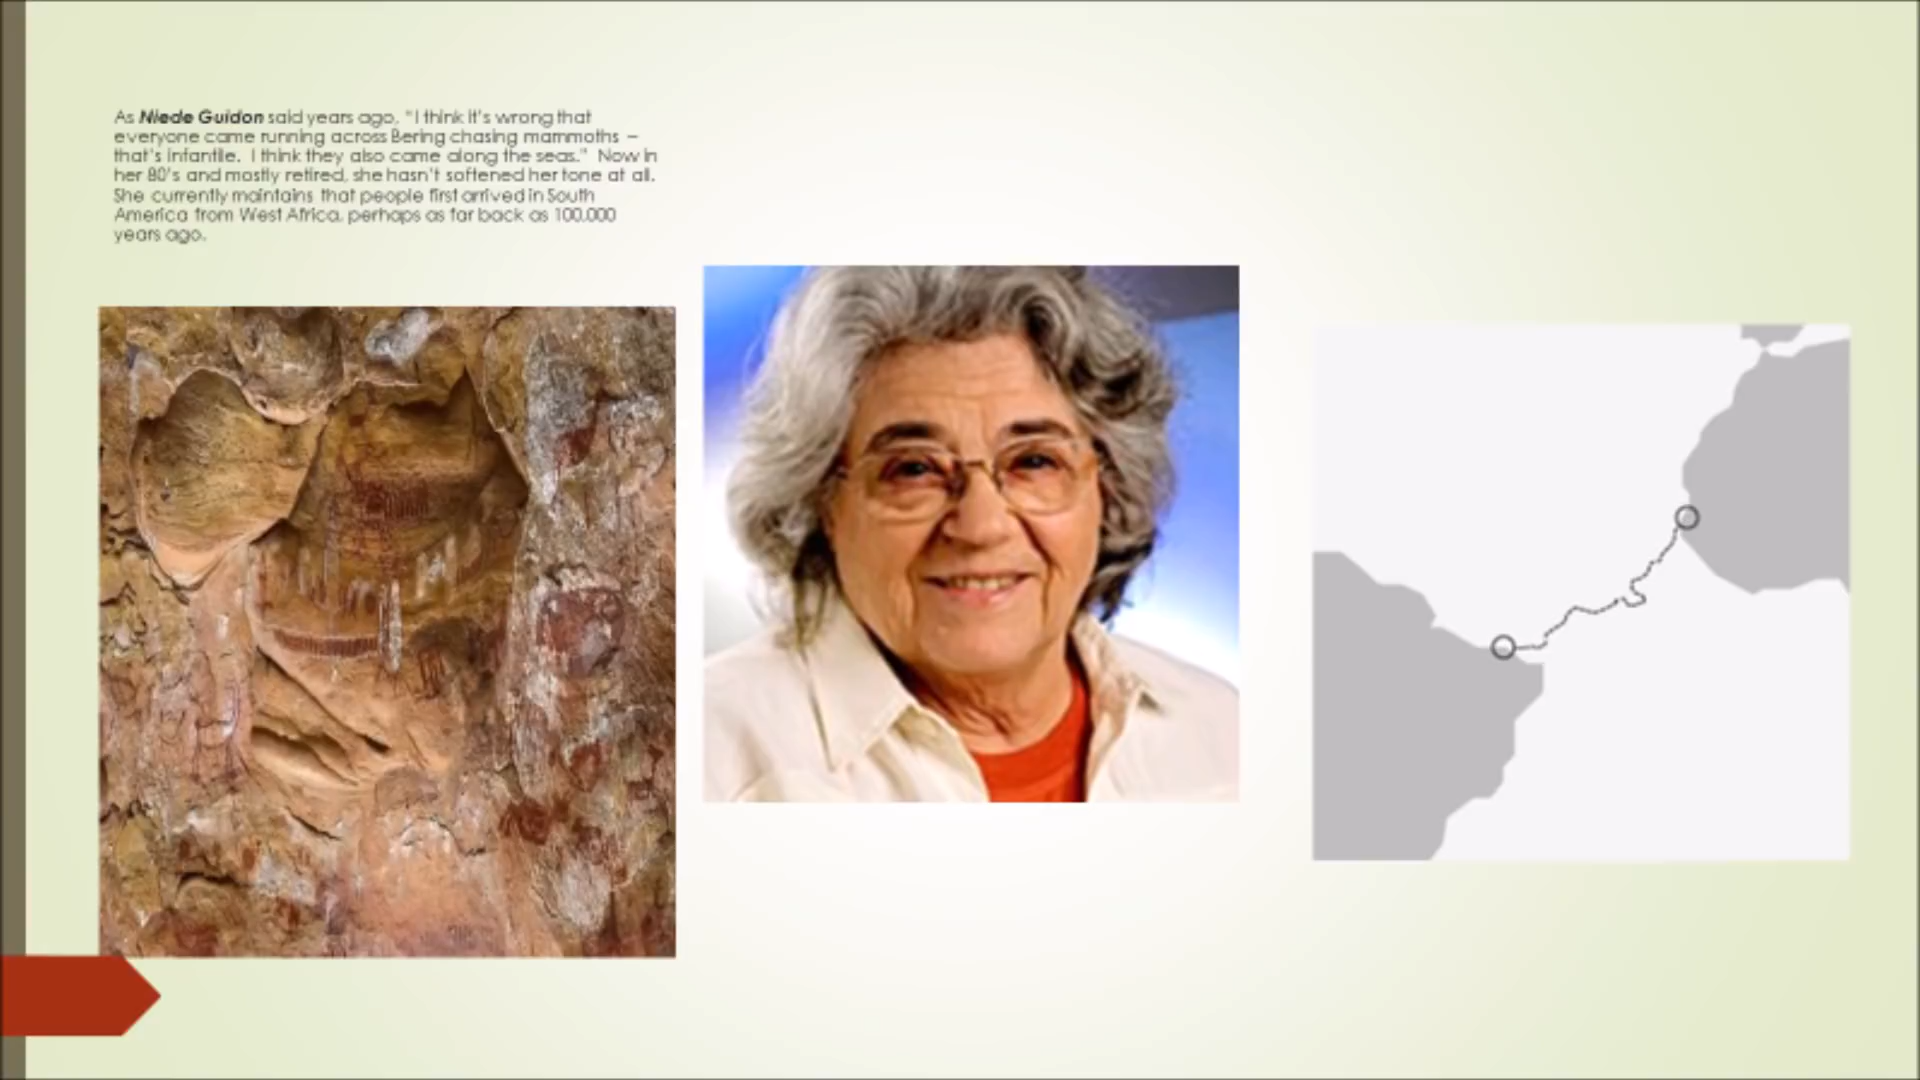 As Niede Guidon said years ago, "I think it's wrong that
everyone came running across Bering chasing mammoths –
that's infantile. I think they also came along the seas." Now in
her 80's and mostly retired, she hasn't softened her tone at all.
She currently maintains that people first arrived in South
America from West Africa, perhaps as far back as 100,000
years ago.